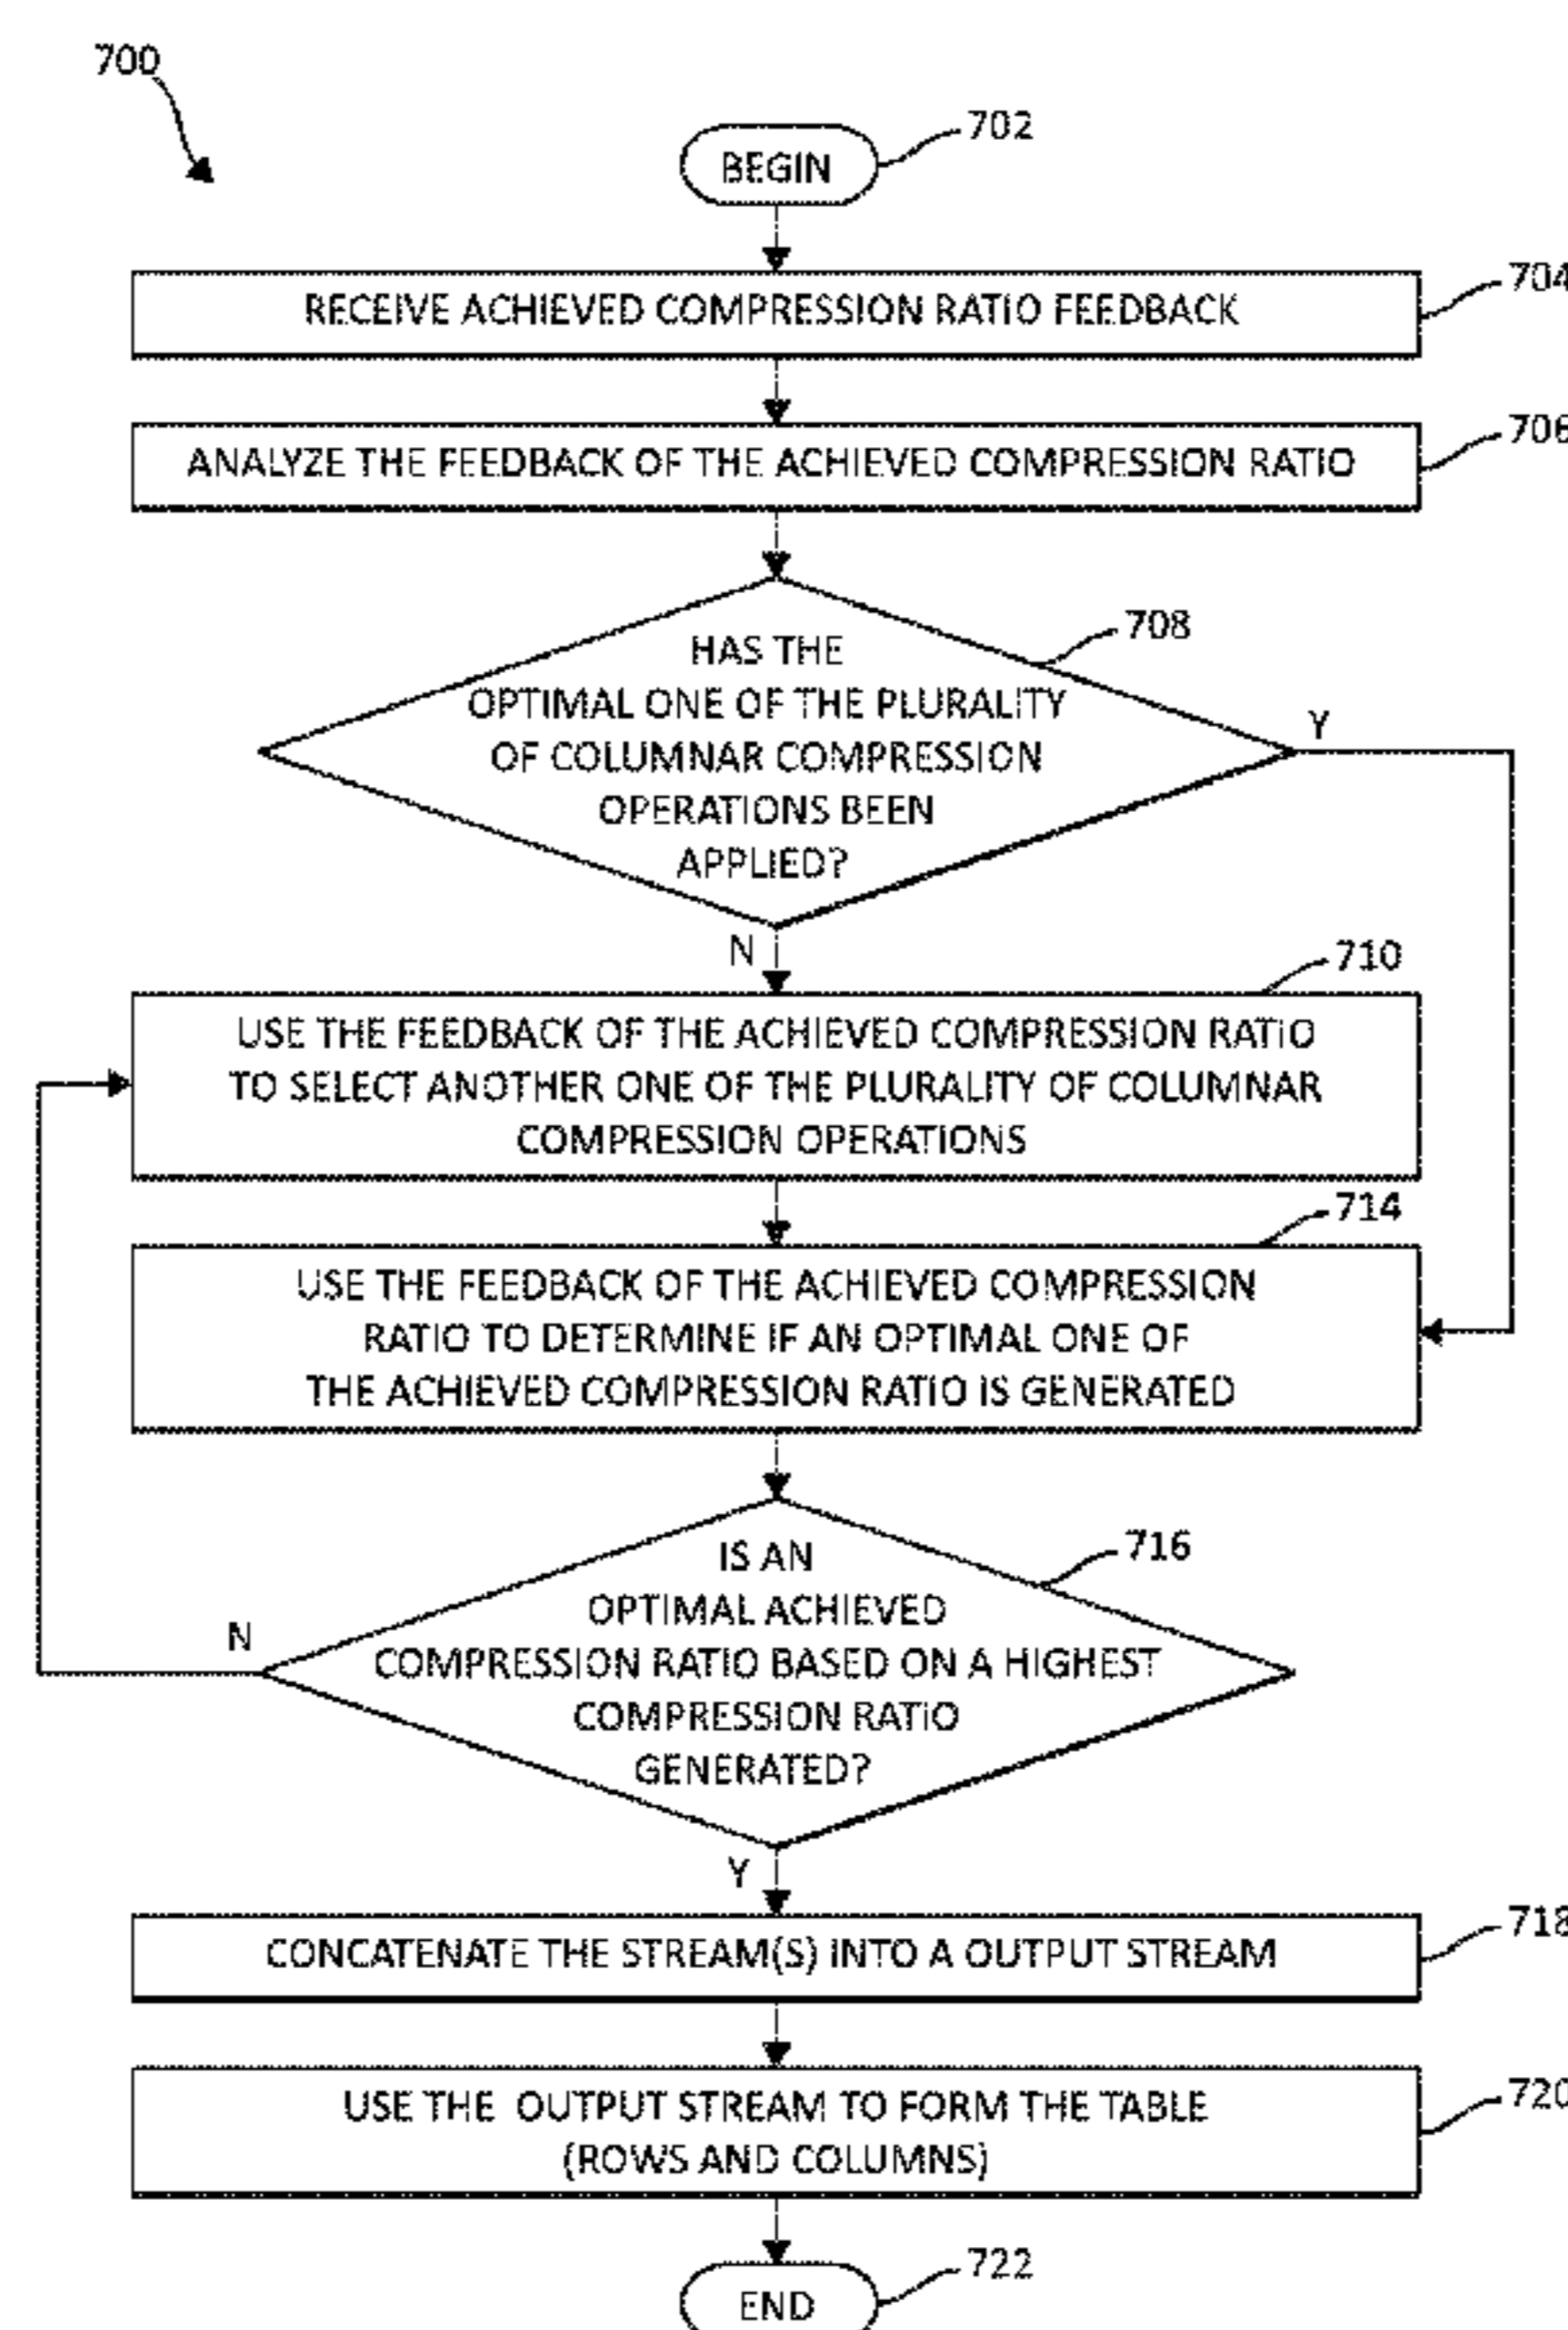 700
702
BEGIN
704
RECEIVE ACHIEVED COMPRESSION RATIO FEEDBACK
706
ANALYZE THE FEEDBACK OF THE ACHIEVED COMPRESSION RATIO
708
HAS THE
OPTIMAL ONE OF THE PLURALITY
OF COLUMNAR COMPRESSION
OPERATIONS BEEN
APPLIED?
Y
N
710
USE THE FEEDBACK OF THE ACHIEVED COMPRESSION RATIO
TO SELECT ANOTHER ONE OF THE PLURALITY OF COLUMNAR
COMPRESSION OPERATIONS
714
USE THE FEEDBACK OF THE ACHIEVED COMPRESSION
RATIO TO DETERMINE IF AN OPTIMAL ONE OF
THE ACHIEVED COMPRESSION RATIO IS GENERATED
716
IS AN
OPTIMAL ACHIEVED
COMPRESSION RATIO BASED ON A HIGHEST
COMPRESSION RATIO
GENERATED?
N
Y
718
CONCATENATE THE STREAM(S) INTO A OUTPUT STREAM
720
USE THE OUTPUT STREAM TO FORM THE TABLE
(ROWS AND COLUMNS)
722
END